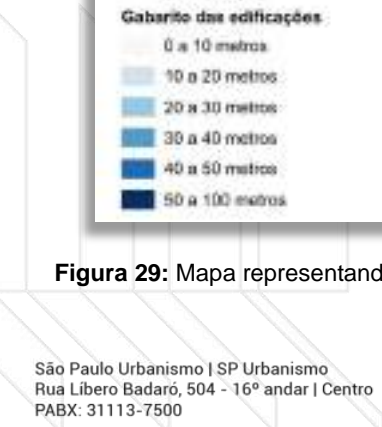 Gabarito das edificações
0 a 10 metros
10 a 20 metros
20 a 30 metros
30 a 40 metros
40 a 50 metros
50 a 100 metros
Figura 29: Mapa representand
São Paulo Urbanismo | SP Urbanismo
Rua Líbero Badaró, 504 - 16º andar | Centro
PABX: 31113-7500